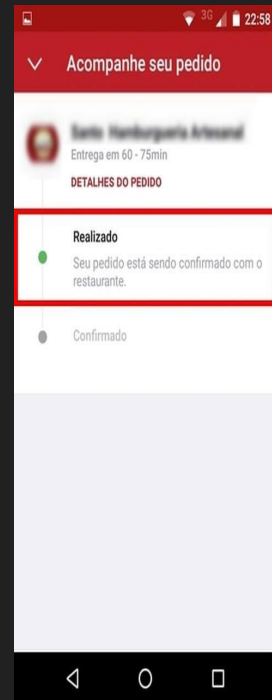 3G 22:58
Acompanhe seu pedido
Entrega em 60 - 75min
DETALHES DO PEDIDO
Realizado
Seu pedido está sendo confirmado com o
restaurante.
Confirmado